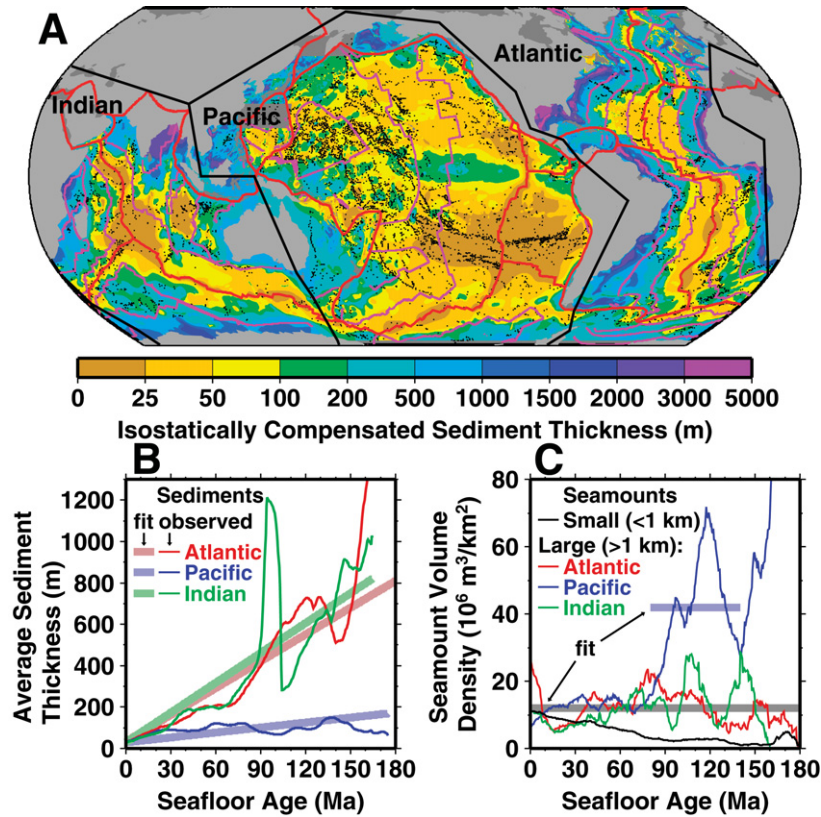 A
Atlantic
Indian
Pacific
0 25 50 100 200 500 1000 1500 2000 3000 5000
Isostatically Compensated Sediment Thickness (m)
B
Average Sediment
Thickness (m)
1200
1000
800
600
400
200
0
Sediments
fit observed
Atlantic
Pacific
Indian
0 30 60 90 120 150 180
Seafloor Age (Ma)
C
Seamount Volume
Density (10⁶ m³/km²)
80
60
40
20
0
Seamounts
Small (<1 km)
Large (>1 km):
Atlantic
Pacific
Indian
fit
0 30 60 90 120 150 180
Seafloor Age (Ma)